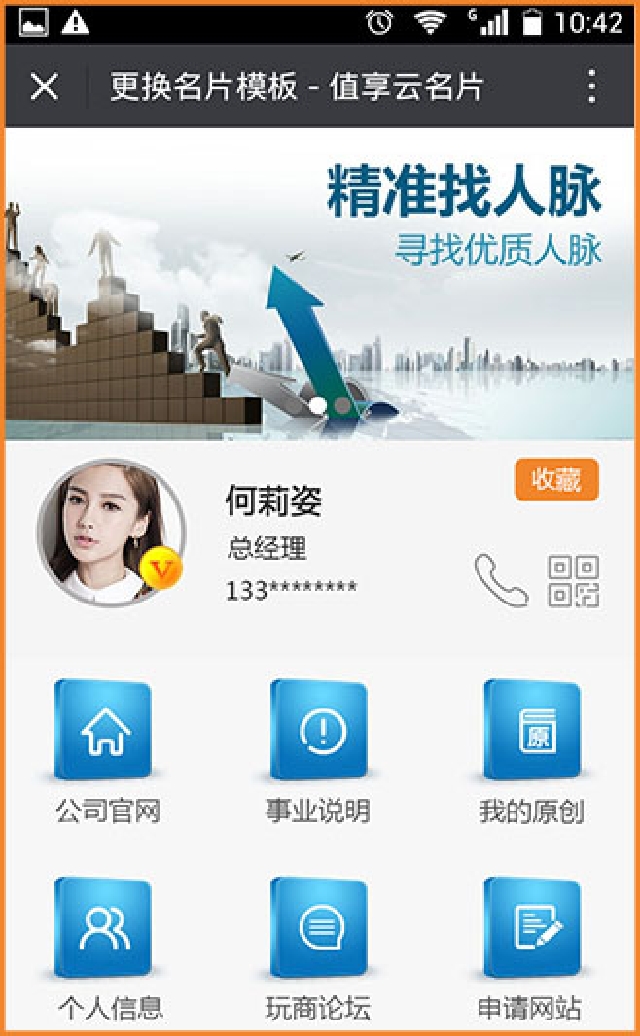 G 10:42
更换名片模板 - 值享云名片
精准找人脉
寻找优质人脉
收藏
何莉姿
总经理
133********
V
公司官网
事业说明
原
我的原创
个人信息
玩商论坛
申请网站